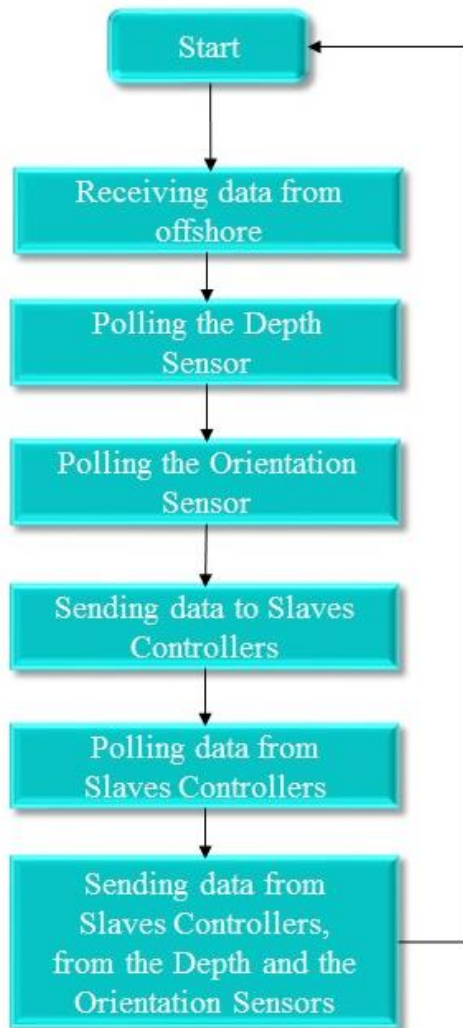 Start
Receiving data from
offshore
Polling the Depth
Sensor
Polling the Orientation
Sensor
Sending data to Slaves
Controllers
Polling data from
Slaves Controllers
Sending data from
Slaves Controllers,
from the Depth and the
Orientation Sensors